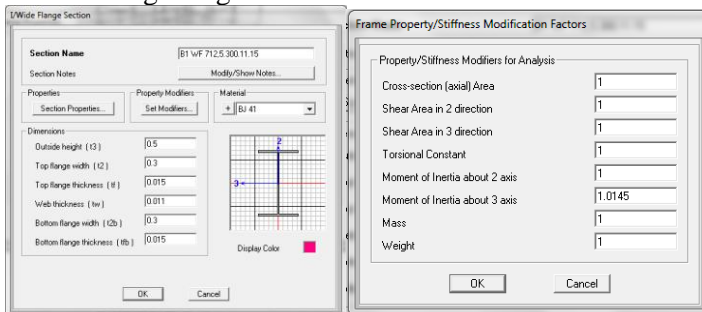 I/Wide Flange Section
Section Name
B1 WF 712,5.300.11.15
Section Notes
Modify/Show Notes...
Properties
Section Properties...
Property Modifiers
Set Modifiers...
Material
+ BJ 41
Dimensions
Outside height ( t3 )
0.5
Top flange width ( t2 )
0.3
Top flange thickness ( tf )
0.015
Web thickness ( tw )
0.011
Bottom flange width ( t2b )
0.3
Bottom flange thickness ( tfb )
0.015
2
3
Display Color
OK
Cancel
Frame Property/Stiffness Modification Factors
Property/Stiffness Modifiers for Analysis
Cross-section (axial) Area
1
Shear Area in 2 direction
1
Shear Area in 3 direction
1
Torsional Constant
1
Moment of Inertia about 2 axis
1
Moment of Inertia about 3 axis
1.0145
Mass
1
Weight
1
OK
Cancel